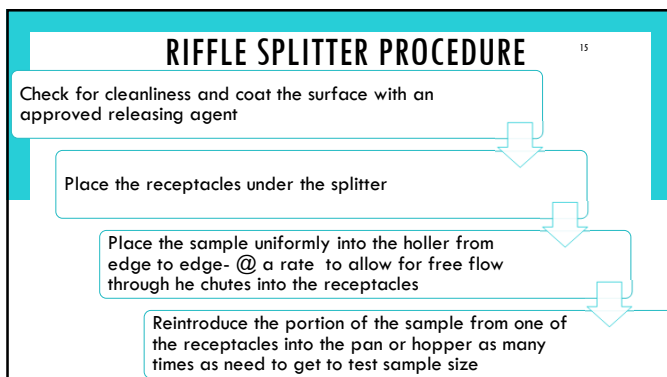 RIFFLE SPLITTER PROCEDURE
15
Check for cleanliness and coat the surface with an
approved releasing agent
Place the receptacles under the splitter
Place the sample uniformly into the holler from
edge to edge- @ a rate to allow for free flow
through he chutes into the receptacles
Reintroduce the portion of the sample from one of
the receptacles into the pan or hopper as many
times as need to get to test sample size